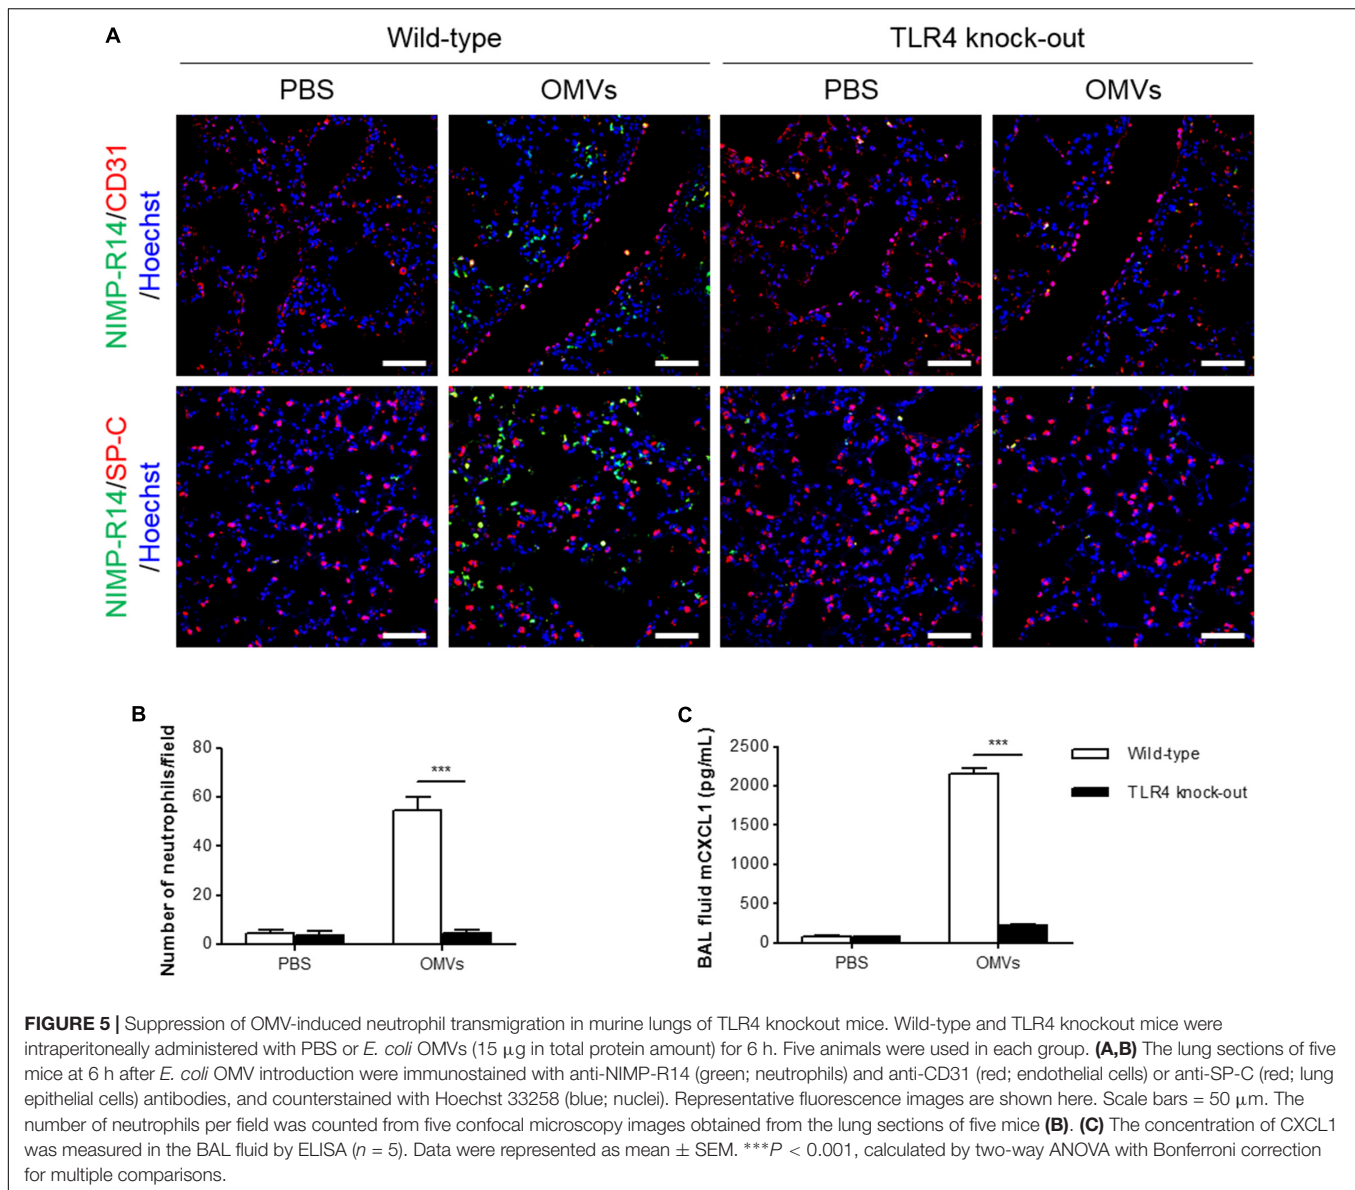 A
Wild-type
TLR4 knock-out
PBS
OMVs
PBS
OMVs
NIMP-R14/CD31
/Hoechst
NIMP-R14/SP-C
/Hoechst
B
Number of neutrophils/field
80
60
40
20
0
***
PBS
OMVs
C
BAL fluid mCXCL1 (pg/mL)
2500
2000
1500
1000
500
0
***
PBS
OMVs
Wild-type
TLR4 knock-out
FIGURE 5 | Suppression of OMV-induced neutrophil transmigration in murine lungs of TLR4 knockout mice. Wild-type and TLR4 knockout mice were
intraperitoneally administered with PBS or E. coli OMVs (15 μg in total protein amount) for 6 h. Five animals were used in each group. (A,B) The lung sections of five
mice at 6 h after E. coli OMV introduction were immunostained with anti-NIMP-R14 (green; neutrophils) and anti-CD31 (red; endothelial cells) or anti-SP-C (red; lung
epithelial cells) antibodies, and counterstained with Hoechst 33258 (blue; nuclei). Representative fluorescence images are shown here. Scale bars = 50 μm. The
number of neutrophils per field was counted from five confocal microscopy images obtained from the lung sections of five mice (B). (C) The concentration of CXCL1
was measured in the BAL fluid by ELISA (n = 5). Data were represented as mean ± SEM. ***P < 0.001, calculated by two-way ANOVA with Bonferroni correction
for multiple comparisons.